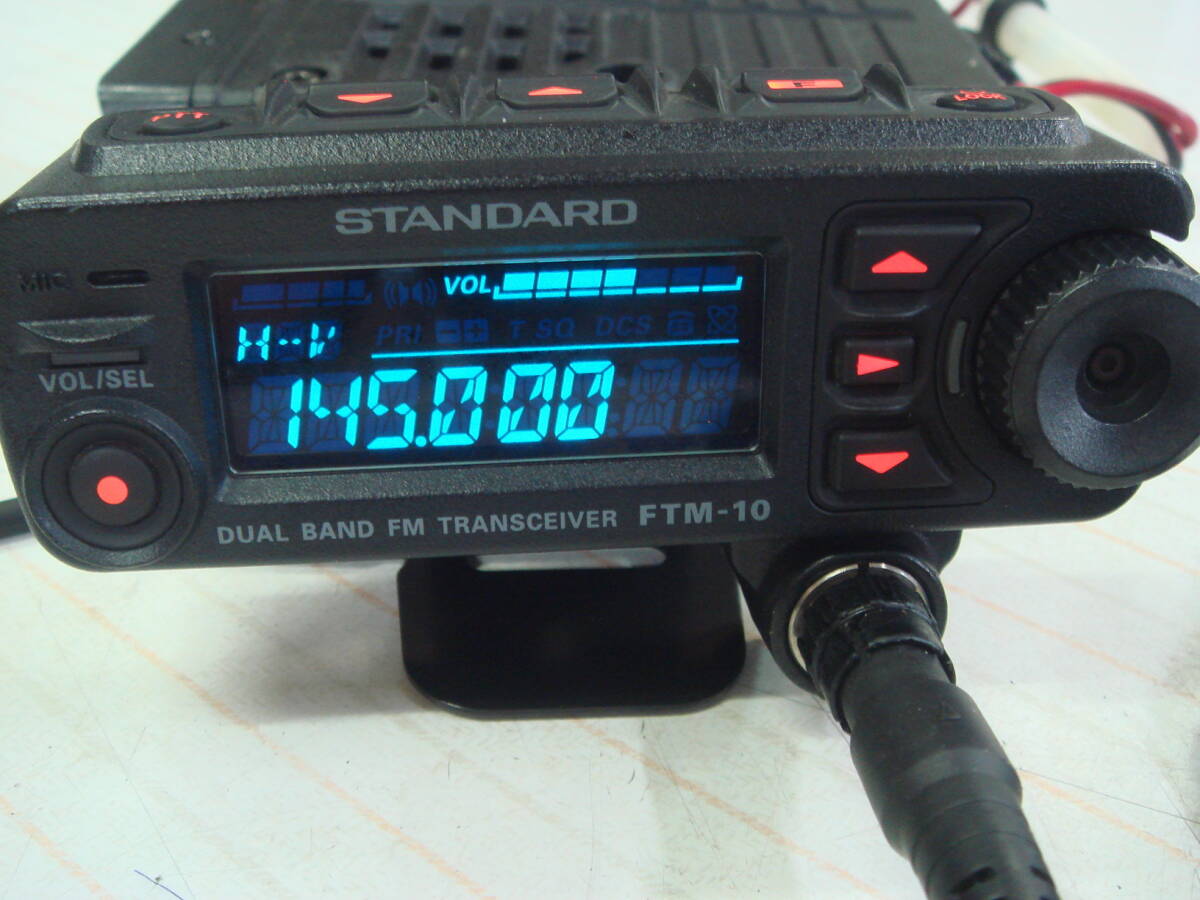 PTT
F
LOCK
STANDARD
MIC
VOL
H-V
PRI -+ T SQ DCS
145.000
VOL/SEL
DUAL BAND FM TRANSCEIVER FTM-10